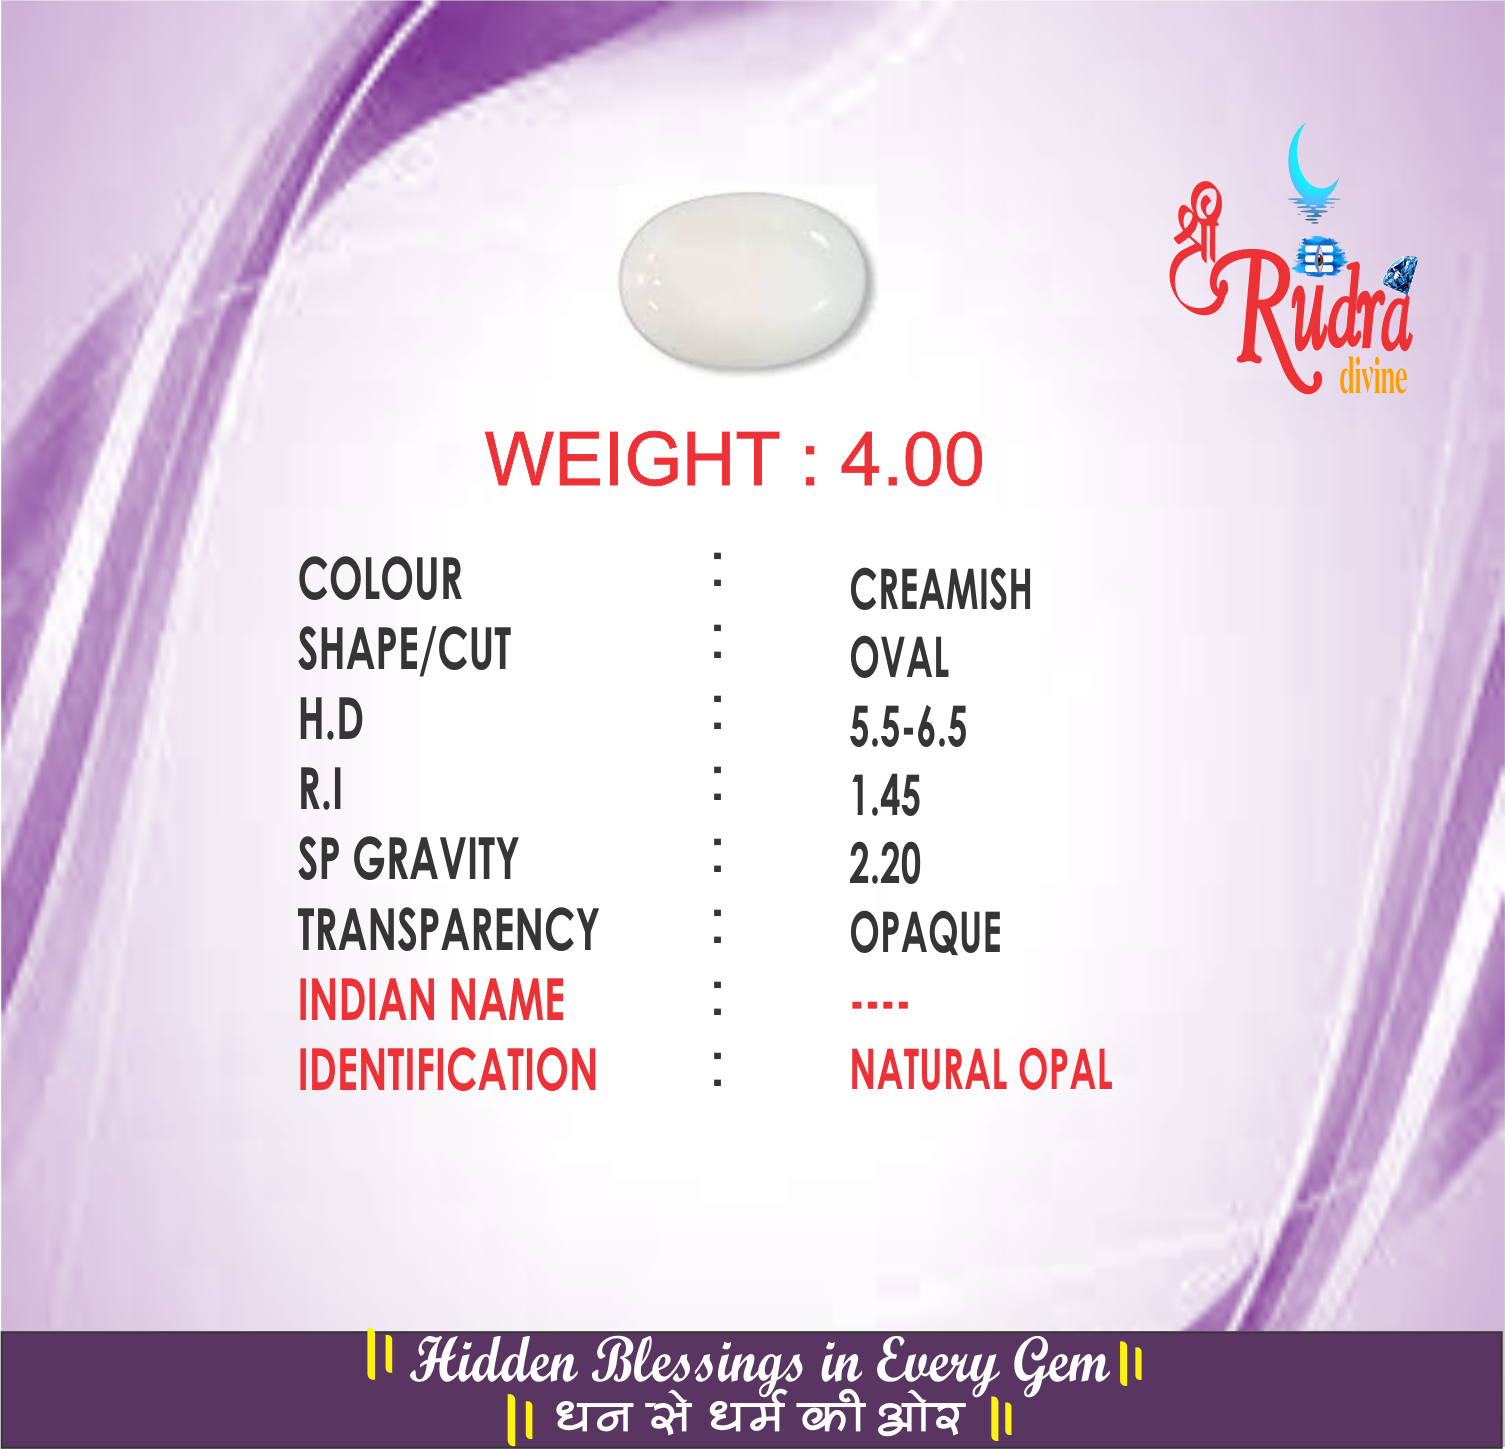 श्री
Rudra
divine
WEIGHT : 4.00
COLOUR : CREAMISH
SHAPE/CUT : OVAL
H.D : 5.5-6.5
R.I : 1.45
SP GRAVITY : 2.20
TRANSPARENCY : OPAQUE
INDIAN NAME : ----
IDENTIFICATION : NATURAL OPAL
|| Hidden Blessings in Every Gem ||
|| धन से धर्म की ओर ||